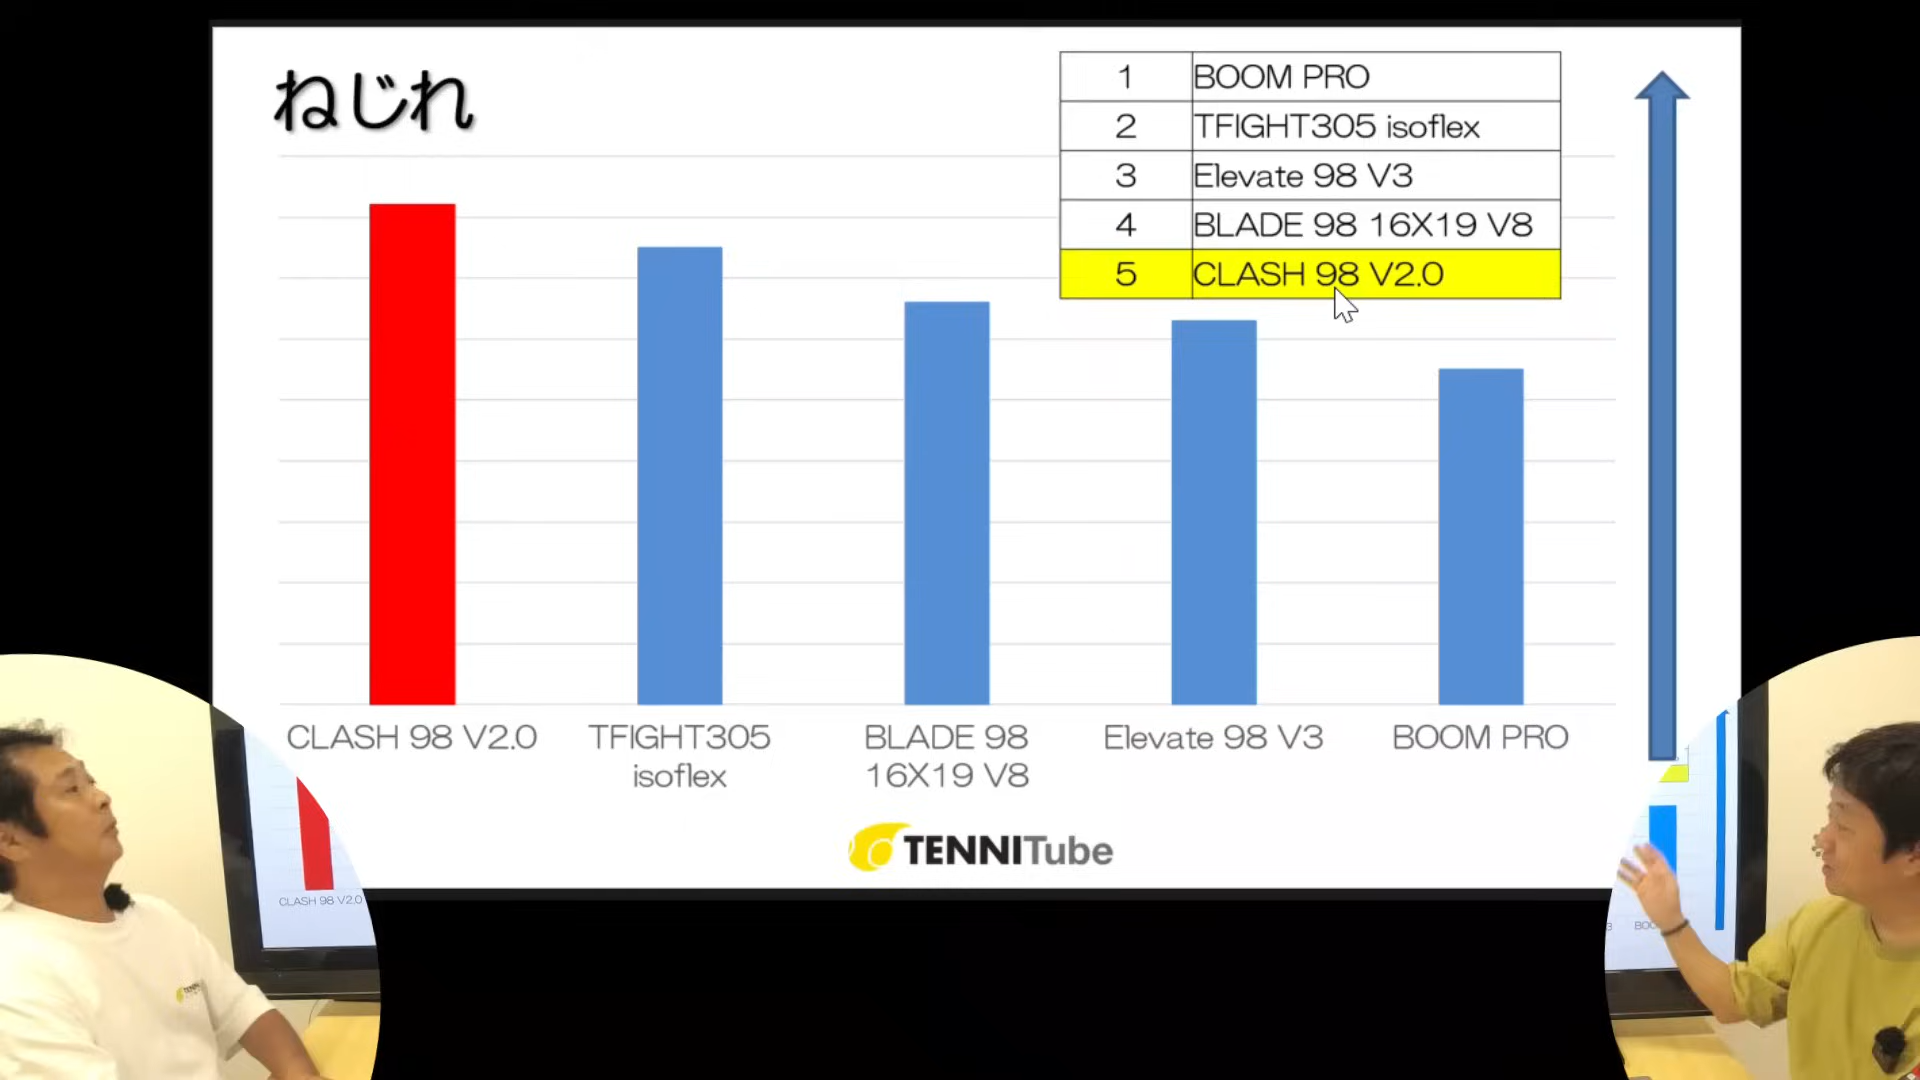 ねじれ
1 BOOM PRO
2 TFIGHT305 isoflex
3 Elevate 98 V3
4 BLADE 98 16X19 V8
5 CLASH 98 V2.0
CLASH 98 V2.0
TFIGHT305
isoflex
BLADE 98
16X19 V8
Elevate 98 V3
BOOM PRO
TENNITube
CLASH 98 V2.0